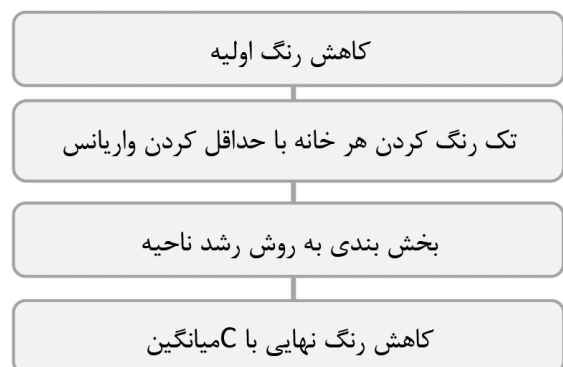 کاهش رنگ اولیه
تک رنگ کردن هر خانه با حداقل کردن واریانس
بخش بندی به روش رشد ناحیه
کاهش رنگ نهایی با Cمیانگین